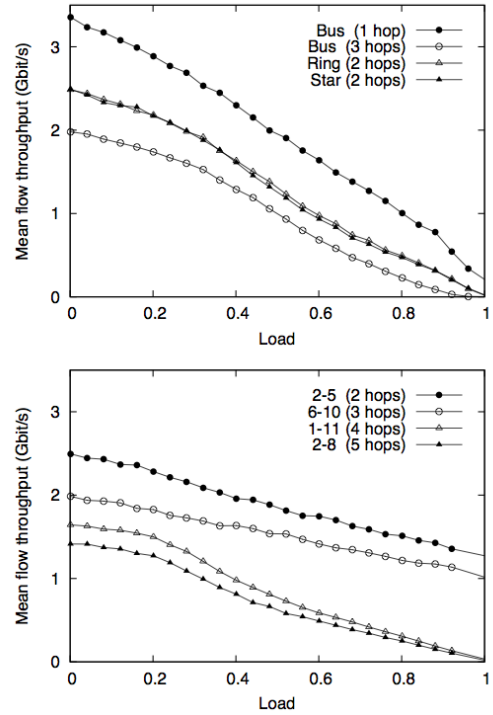 Mean flow throughput (Gbit/s)
3
2
1
0
Bus (1 hop)
Bus (3 hops)
Ring (2 hops)
Star (2 hops)
0 0.2 0.4 0.6 0.8 1
Load
Mean flow throughput (Gbit/s)
3
2
1
0
2-5 (2 hops)
6-10 (3 hops)
1-11 (4 hops)
2-8 (5 hops)
0 0.2 0.4 0.6 0.8 1
Load